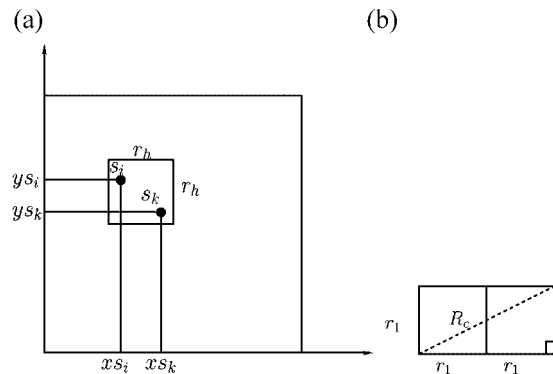 (a)
(b)
r_h
s_i
ys_i
r_h
s_k
ys_k
xs_i xs_k
r_1
R_c
r_1 r_1